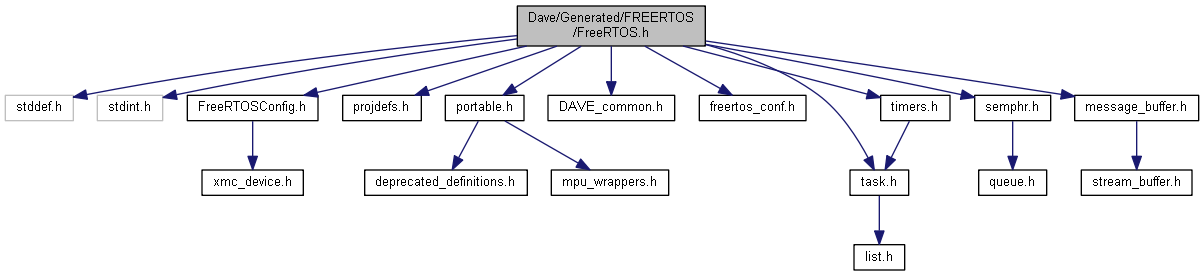 Dave/Generated/FREERTOS
/FreeRTOS.h
stddef.h
stdint.h
FreeRTOSConfig.h
projdefs.h
portable.h
DAVE_common.h
freertos_conf.h
timers.h
semphr.h
message_buffer.h
xmc_device.h
deprecated_definitions.h
mpu_wrappers.h
task.h
queue.h
stream_buffer.h
list.h